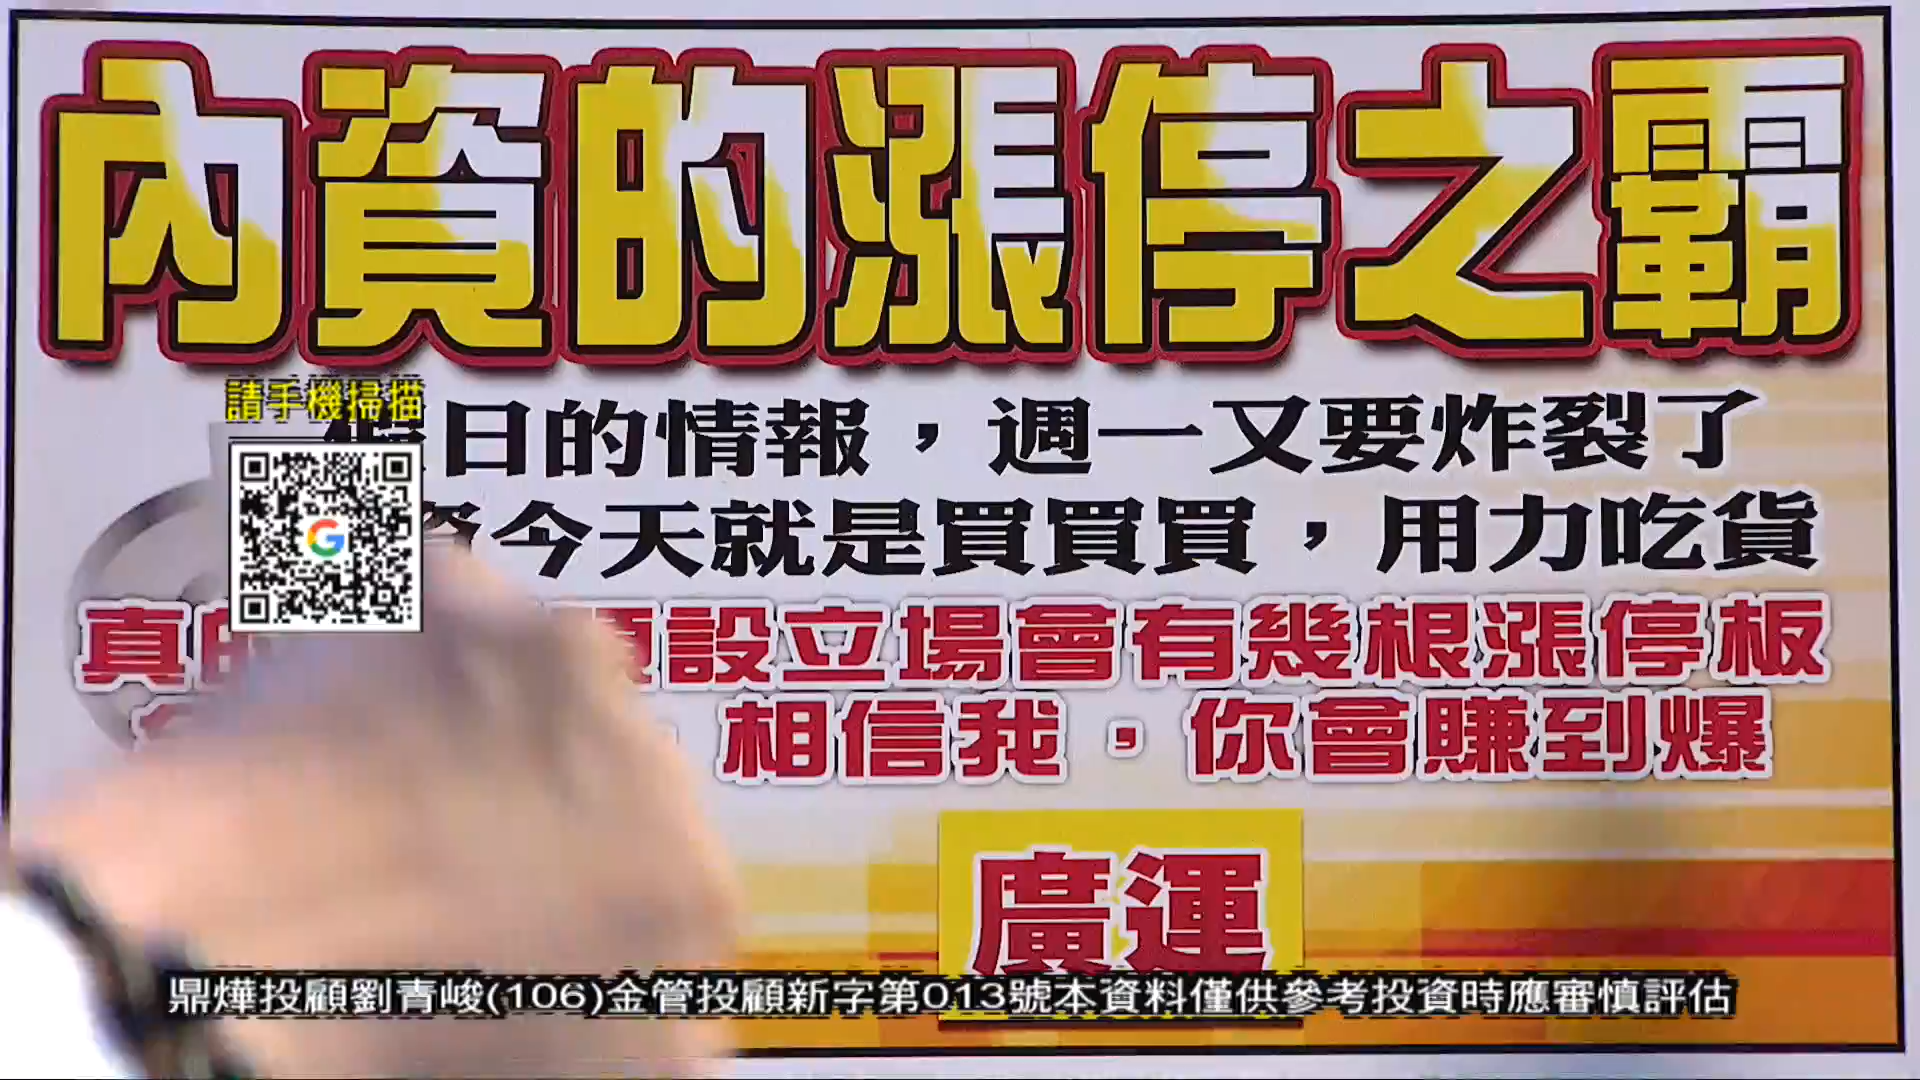 內資的漲停之霸
請手機掃描
日的情報，週一又要炸裂了
資今天就是買買買，用力吃貨
真的 預設立場會有幾根漲停板
相信我，你會賺到爆
廣運
鼎燁投顧劉青峻(106)金管投顧新字第013號本資料僅供參考投資時應審慎評估